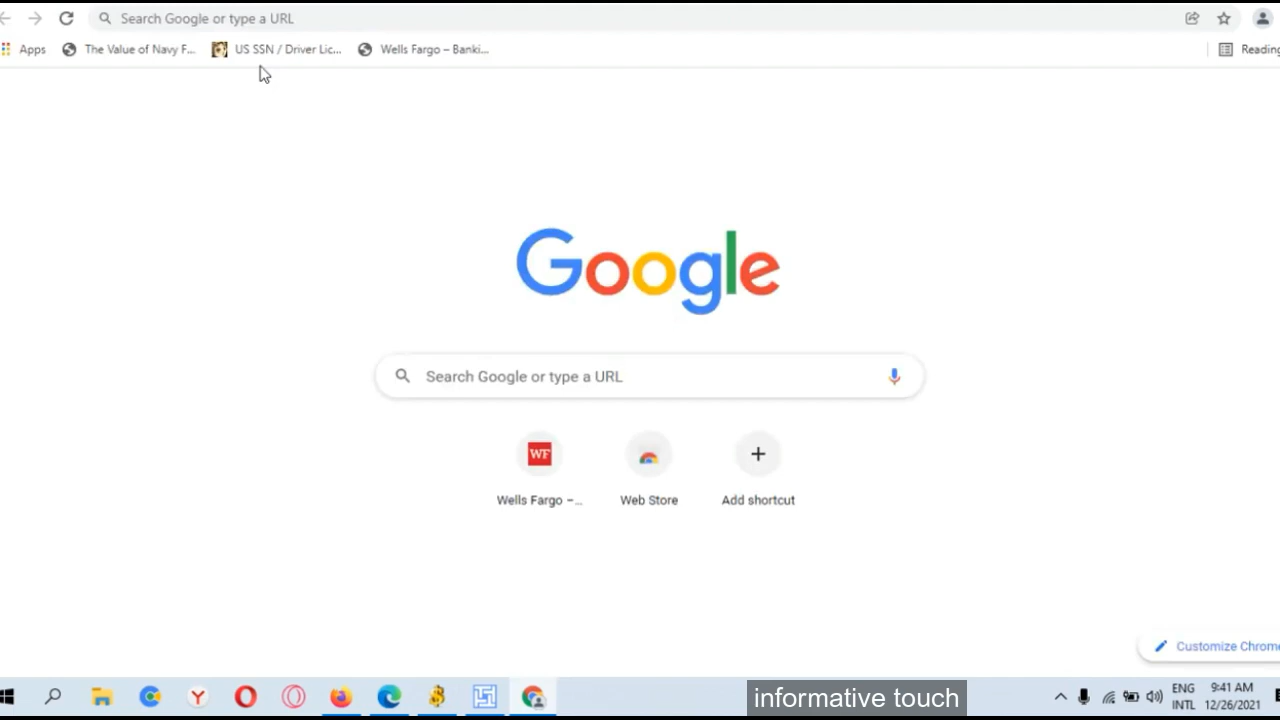 Search Google or type a URL
Apps
The Value of Navy F...
US SSN / Driver Lic...
Wells Fargo – Banki...
Reading
Google
Search Google or type a URL
WF
Wells Fargo –...
Web Store
Add shortcut
Customize Chrome
informative touch
ENG
INTL
9:41 AM
12/26/2021